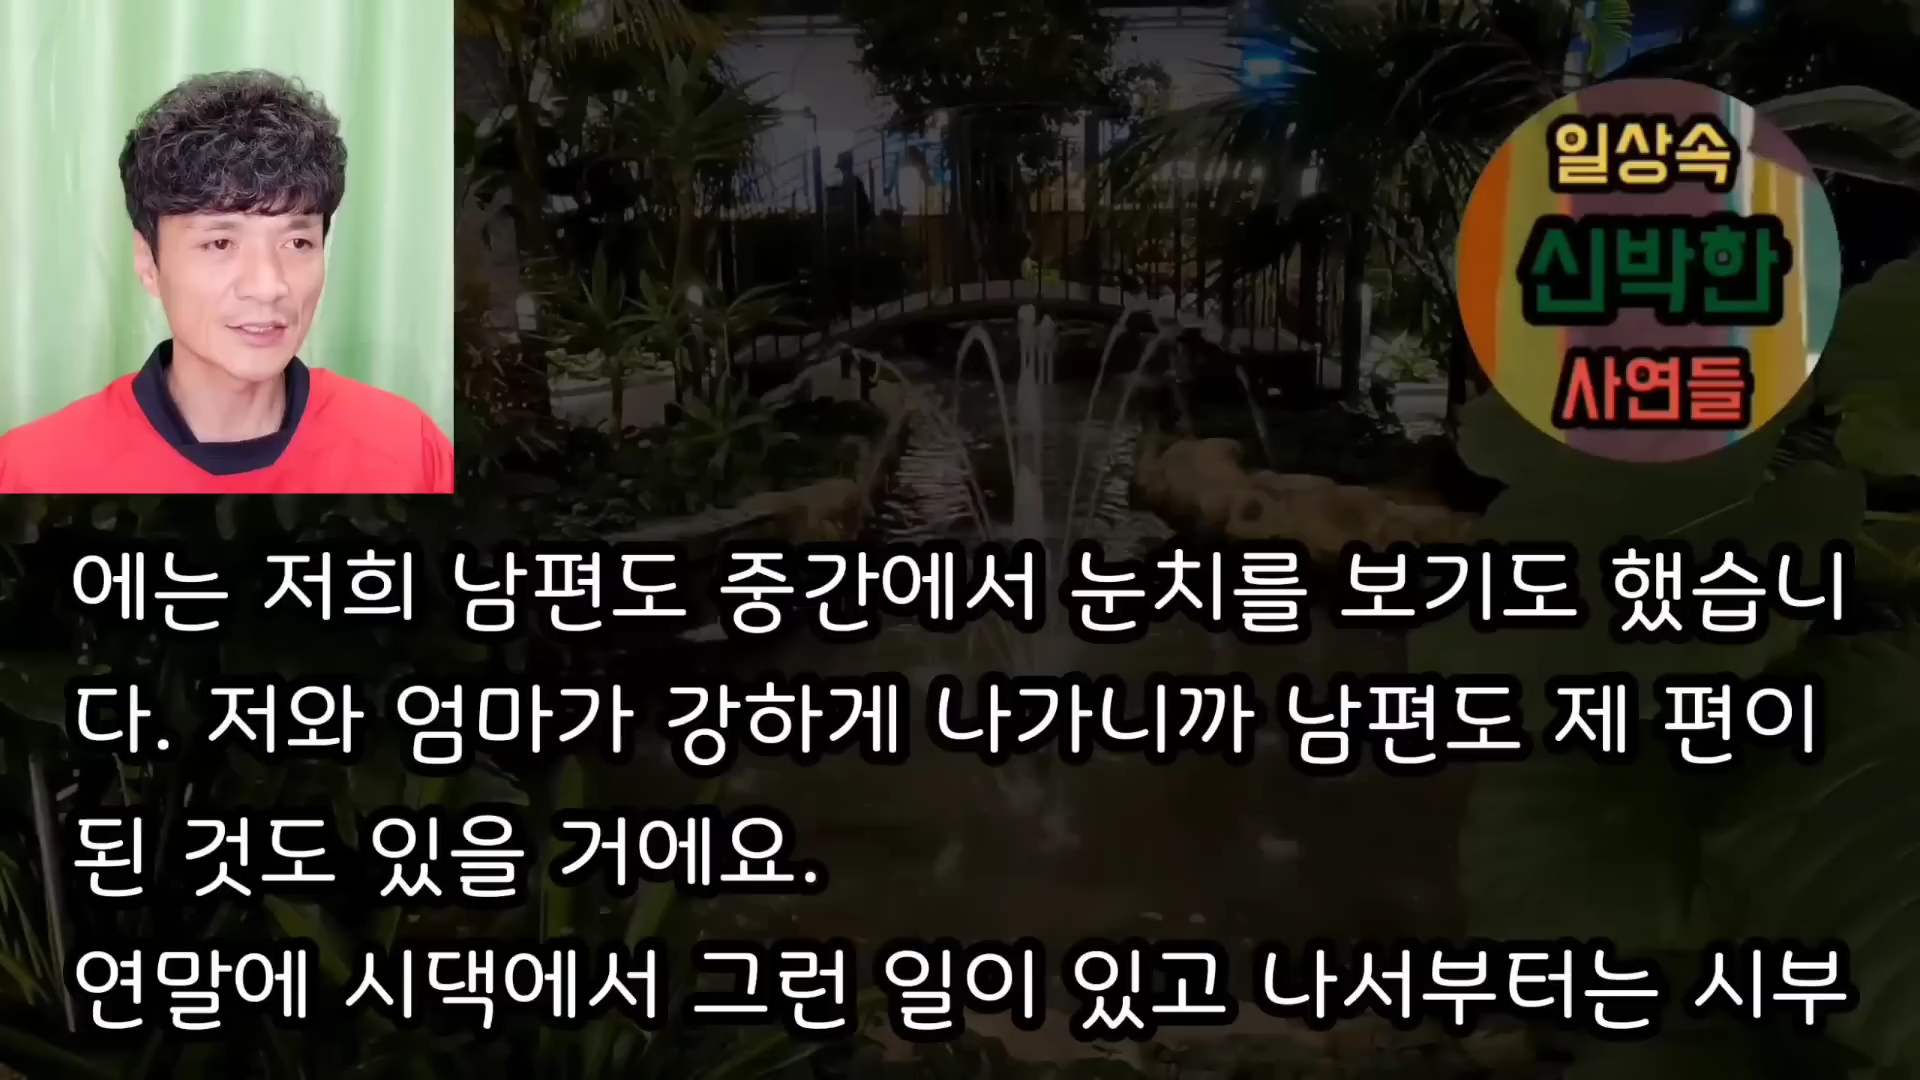 일상속
신박한
사연들
에는 저희 남편도 중간에서 눈치를 보기도 했습니
다. 저와 엄마가 강하게 나가니까 남편도 제 편이
된 것도 있을 거에요.
연말에 시댁에서 그런 일이 있고 나서부터는 시부